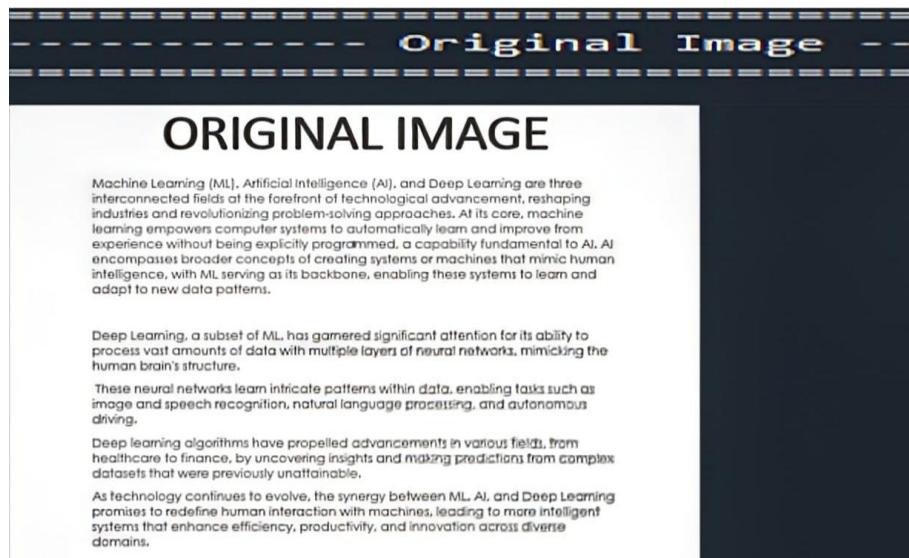 Original Image
ORIGINAL IMAGE
Machine Learning (ML), Artificial Intelligence (AI), and Deep Learning are three
interconnected fields at the forefront of technological advancement, reshaping
industries and revolutionizing problem-solving approaches. At its core, machine
learning empowers computer systems to automatically learn and improve from
experience without being explicitly programmed, a capability fundamental to AI. AI
encompasses broader concepts of creating systems or machines that mimic human
intelligence, with ML serving as its backbone, enabling these systems to learn and
adapt to new data patterns.
Deep Learning, a subset of ML, has garnered significant attention for its ability to
process vast amounts of data with multiple layers of neural networks, mimicking the
human brain's structure.
These neural networks learn intricate patterns within data, enabling tasks such as
image and speech recognition, natural language processing, and autonomous
driving.
Deep learning algorithms have propelled advancements in various fields, from
healthcare to finance, by uncovering insights and making predictions from complex
datasets that were previously unattainable.
As technology continues to evolve, the synergy between ML, AI, and Deep Learning
promises to redefine human interaction with machines, leading to more intelligent
systems that enhance efficiency, productivity, and innovation across diverse
domains.